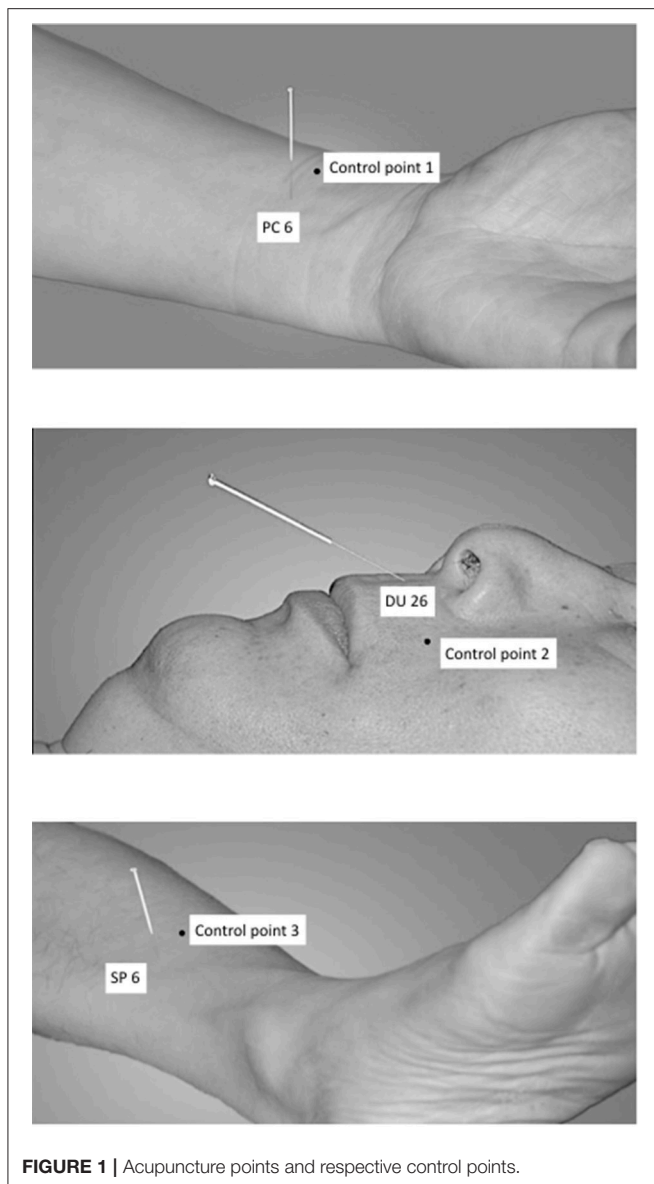 Control point 1
PC 6
DU 26
Control point 2
Control point 3
SP 6
FIGURE 1 | Acupuncture points and respective control points.